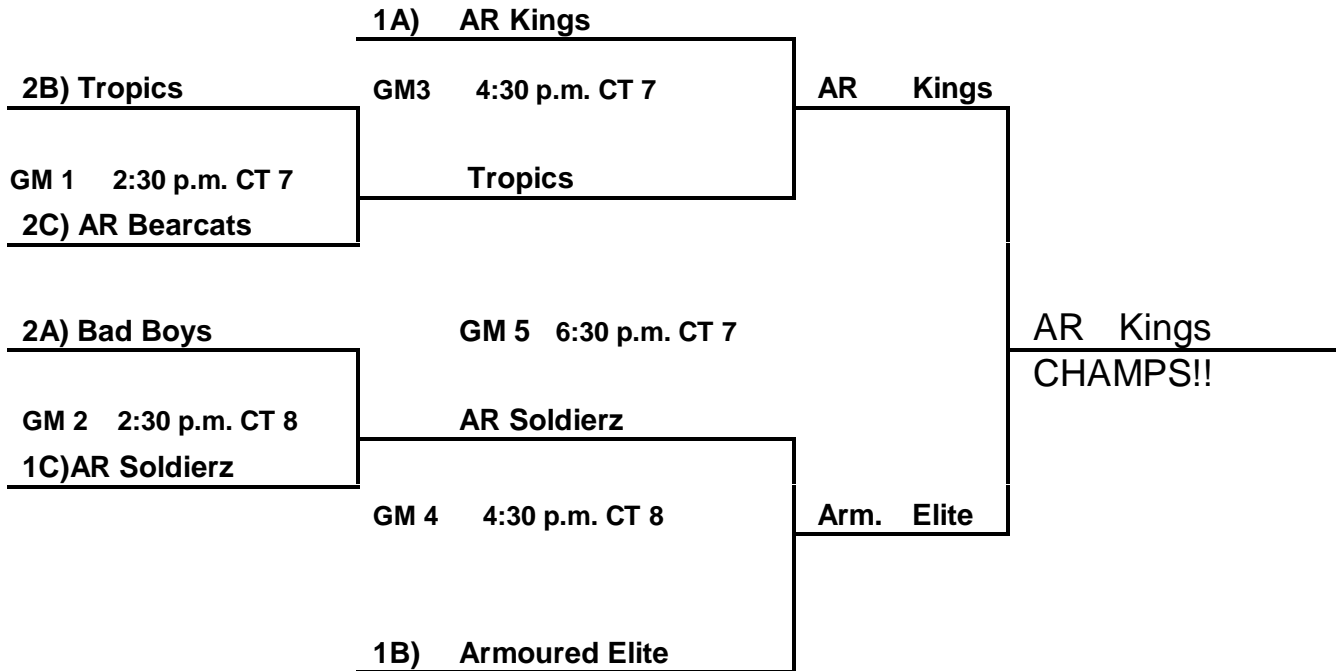 1A) AR Kings
2B) Tropics
GM3 4:30 p.m. CT 7
AR Kings
GM 1 2:30 p.m. CT 7
Tropics
2C) AR Bearcats
2A) Bad Boys
GM 5 6:30 p.m. CT 7
AR Kings
CHAMPS!!
GM 2 2:30 p.m. CT 8
AR Soldierz
1C)AR Soldierz
GM 4 4:30 p.m. CT 8
Arm. Elite
1B) Armoured Elite